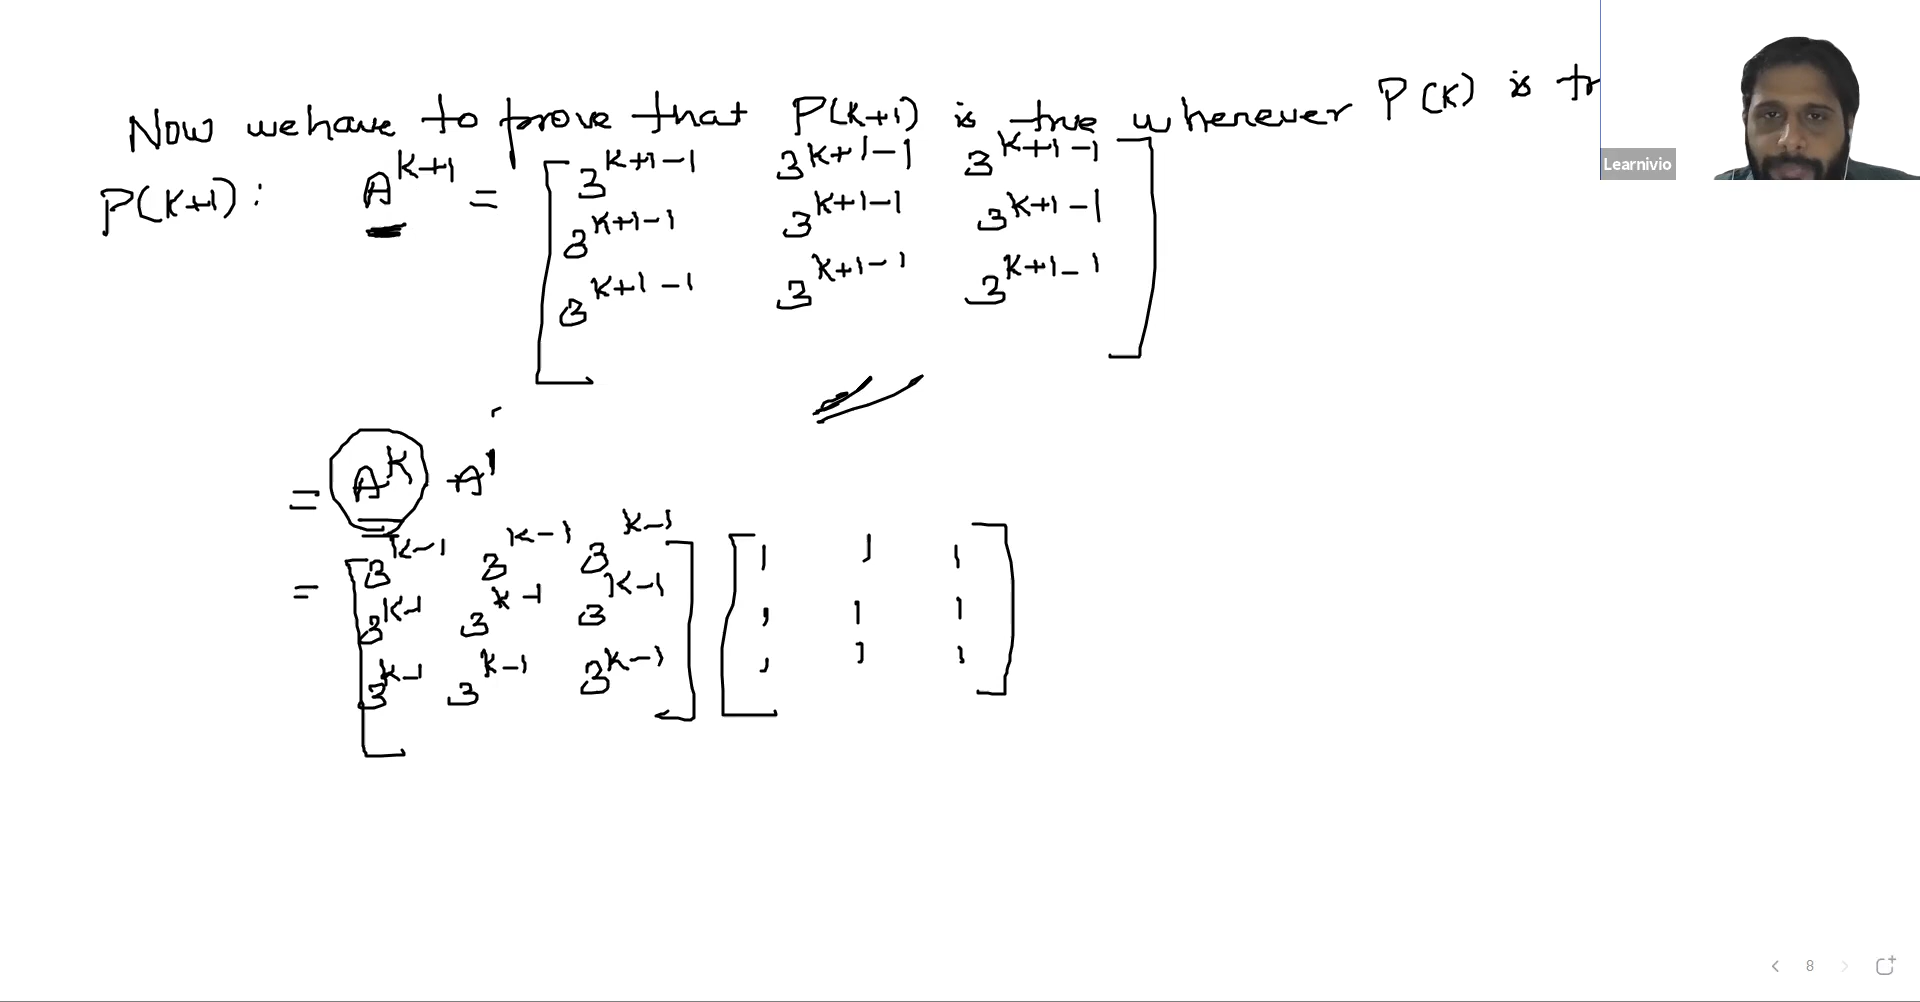 Now we have to prove that P(K+1) is true whenever P(K) is tr
P(K+1): A^K+1 = [ 3^K+1-1 3^K+1-1 3^K+1-1
3^K+1-1 3^K+1-1 3^K+1-1
3^K+1-1 3^K+1-1 3^K+1-1 ]
= A^K A^1
= [ 3^K-1 3^K-1 3^K-1 ] [ 1 1 1
3^K-1 3^K-1 3^K-1 1 1 1
3^K-1 3^K-1 3^K-1 1 1 1 ]
Learnivio
8